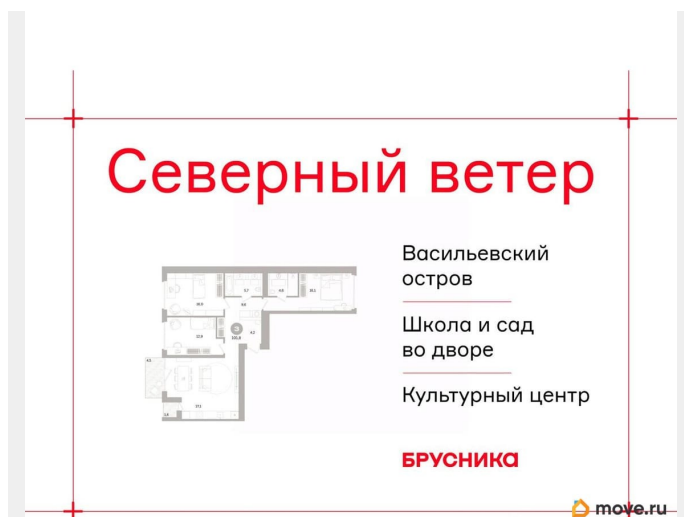 Северный ветер
Васильевский
остров
Школа и сад
во дворе
Культурный центр
БРУСНИКА
move.ru